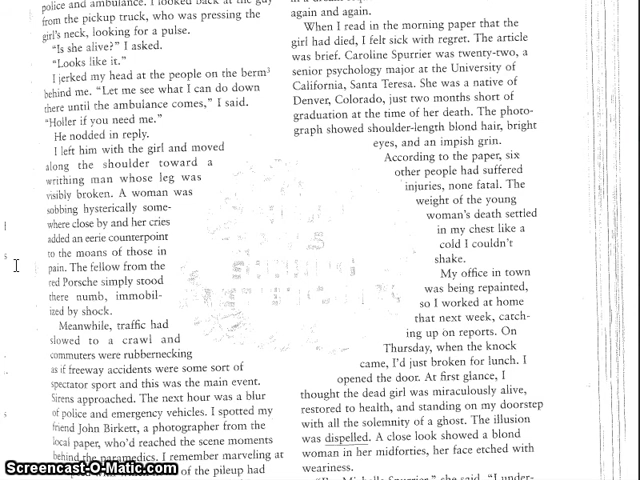 police and ambulance. I looked back at the guy
from the pickup truck, who was pressing the
girl's neck, looking for a pulse.
"Is she alive?" I asked.
"Looks like it."
I jerked my head at the people on the berm³
behind me. "Let me see what I can do down
there until the ambulance comes," I said.
"Holler if you need me."
He nodded in reply.
I left him with the girl and moved
along the shoulder toward a
writhing man whose leg was
visibly broken. A woman was
sobbing hysterically some-
where close by and her cries
added an eerie counterpoint
to the moans of those in
pain. The fellow from the
red Porsche simply stood
there numb, immobil-
ized by shock.
Meanwhile, traffic had
slowed to a crawl and
commuters were rubbernecking
as if freeway accidents were some sort of
spectator sport and this was the main event.
Sirens approached. The next hour was a blur
of police and emergency vehicles. I spotted my
friend John Birkett, a photographer from the
local paper, who'd reached the scene moments
behind the paramedics. I remember marveling at
of the pileup had
again and again.
When I read in the morning paper that the
girl had died, I felt sick with regret. The article
was brief. Caroline Spurrier was twenty-two, a
senior psychology major at the University of
California, Santa Teresa. She was a native of
Denver, Colorado, just two months short of
graduation at the time of her death. The photo-
graph showed shoulder-length blond hair, bright
eyes, and an impish grin.
According to the paper, six
other people had suffered
injuries, none fatal. The
weight of the young
woman's death settled
in my chest like a
cold I couldn't
shake.
My office in town
was being repainted,
so I worked at home
that next week, catch-
ing up on reports. On
Thursday, when the knock
came, I'd just broken for lunch. I
opened the door. At first glance, I
thought the dead girl was miraculously alive,
restored to health, and standing on my doorstep
with all the solemnity of a ghost. The illusion
was dispelled. A close look showed a blond
woman in her midforties, her face etched with
weariness.
"I'm Michelle Spurrier," she said. "I under-
Screencast-O-Matic.com